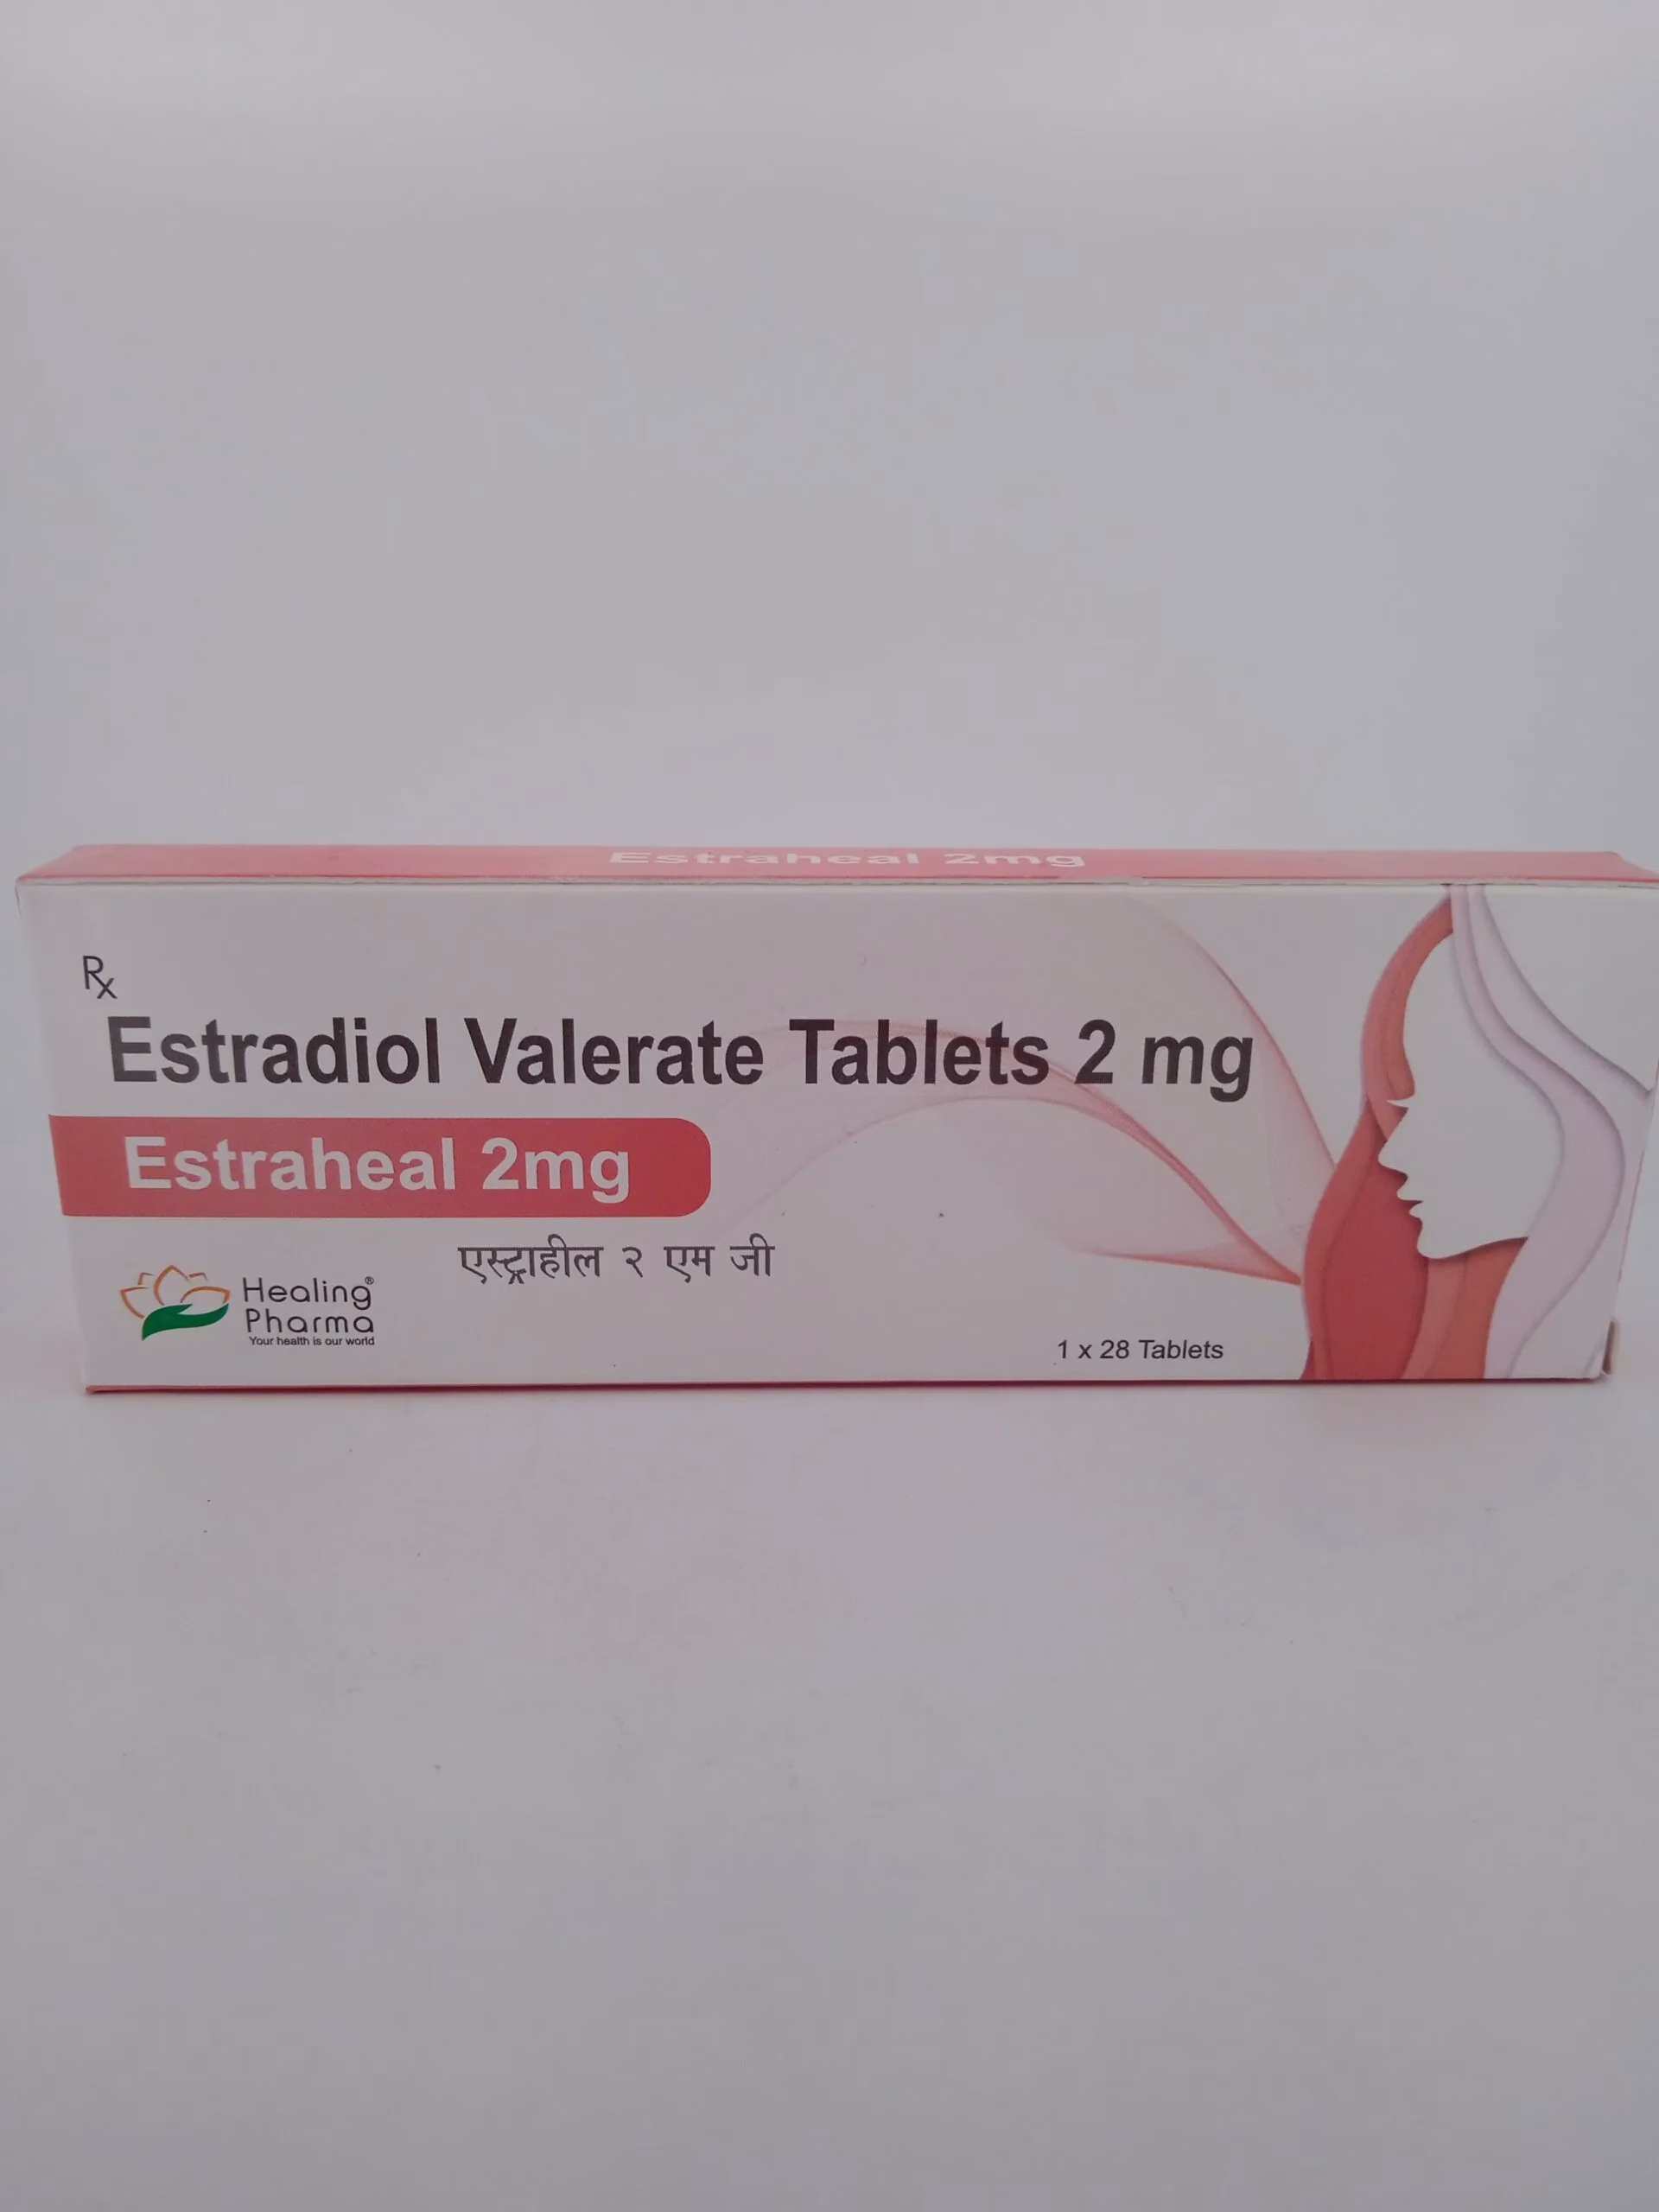 Estraheal 2mg
Rx
Estradiol Valerate Tablets 2 mg
Estraheal 2mg
एस्ट्राहील २ एम जी
Healing®
Pharma
Your health is our world
1 x 28 Tablets